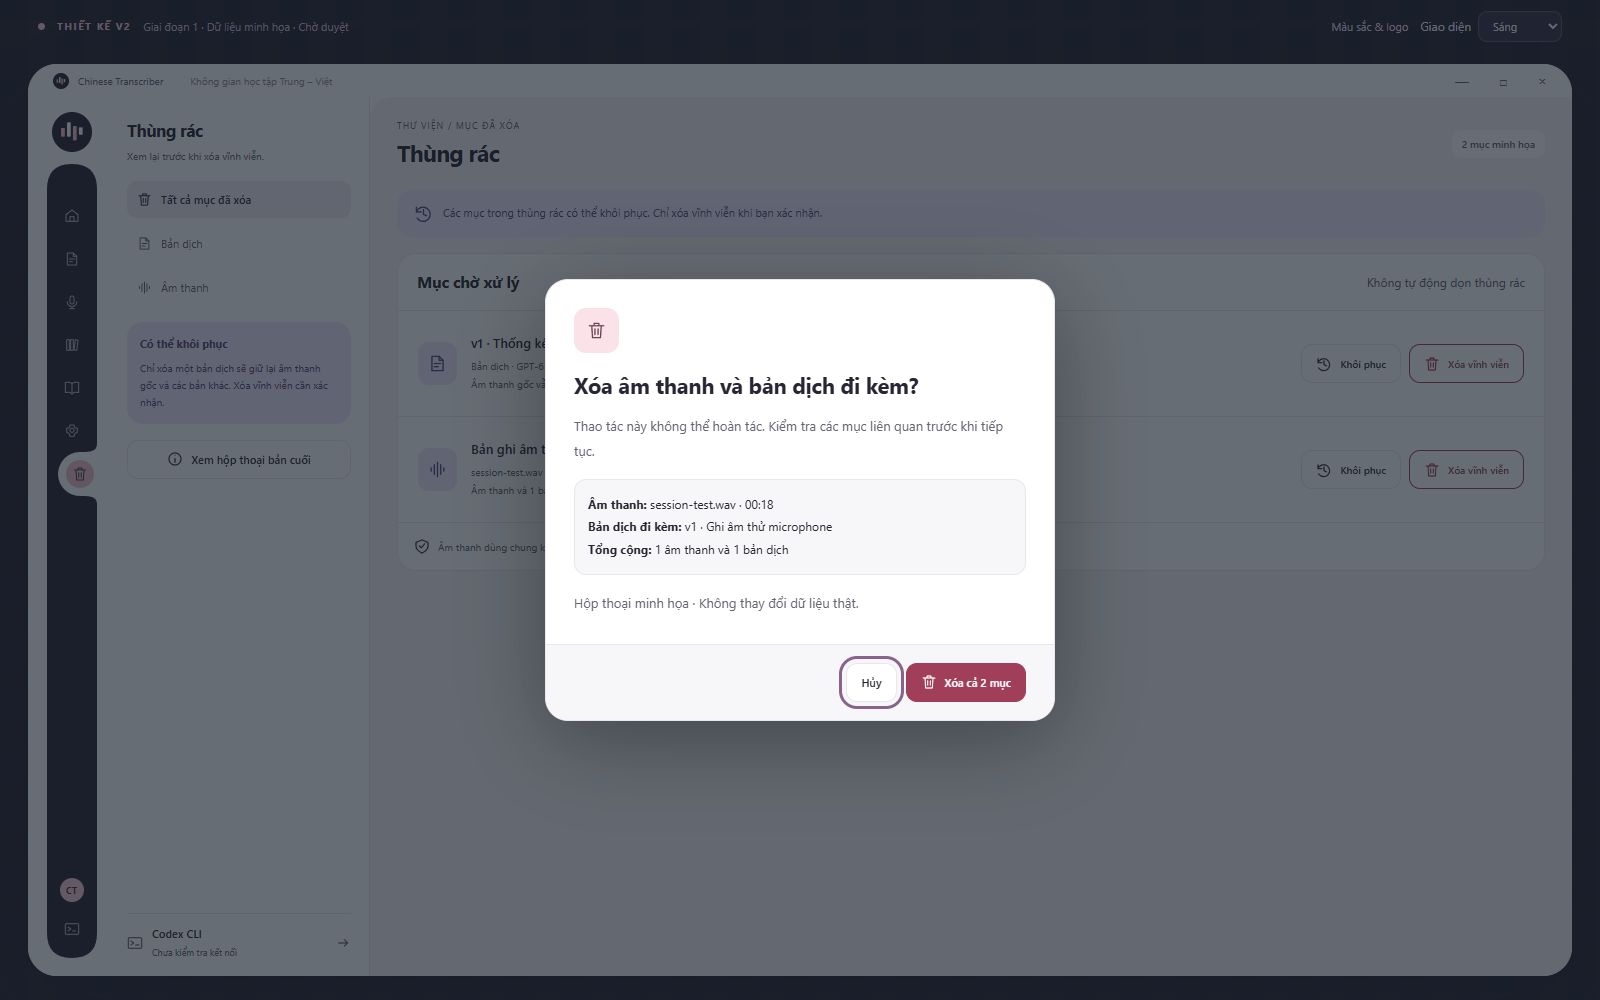 THIẾT KẾ V2 Giai đoạn 1 · Dữ liệu minh họa · Chờ duyệt
Màu sắc & logo Giao diện Sáng
Chinese Transcriber Không gian học tập Trung – Việt
Thùng rác
Xem lại trước khi xóa vĩnh viễn.
Tất cả mục đã xóa
Bản dịch
Âm thanh
Có thể khôi phục
Chỉ xóa một bản dịch sẽ giữ lại âm thanh
gốc và các bản khác. Xóa vĩnh viễn cần xác
nhận.
Xem hộp thoại bản cuối
CT
Codex CLI
Chưa kiểm tra kết nối
THƯ VIỆN / MỤC ĐÃ XÓA
Thùng rác
2 mục minh họa
Các mục trong thùng rác có thể khôi phục. Chỉ xóa vĩnh viễn khi bạn xác nhận.
Mục chờ xử lý
Không tự động dọn thùng rác
v1 · Thống
Bản dịch · GPT-
Âm thanh gốc
Khôi phục
Xóa vĩnh viễn
Bản ghi âm
session-test.wav
Âm thanh và 1
Khôi phục
Xóa vĩnh viễn
Âm thanh dùng chung
Xóa âm thanh và bản dịch đi kèm?
Thao tác này không thể hoàn tác. Kiểm tra các mục liên quan trước khi tiếp
tục.
Âm thanh: session-test.wav · 00:18
Bản dịch đi kèm: v1 · Ghi âm thử microphone
Tổng cộng: 1 âm thanh và 1 bản dịch
Hộp thoại minh họa · Không thay đổi dữ liệu thật.
Hủy
Xóa cả 2 mục